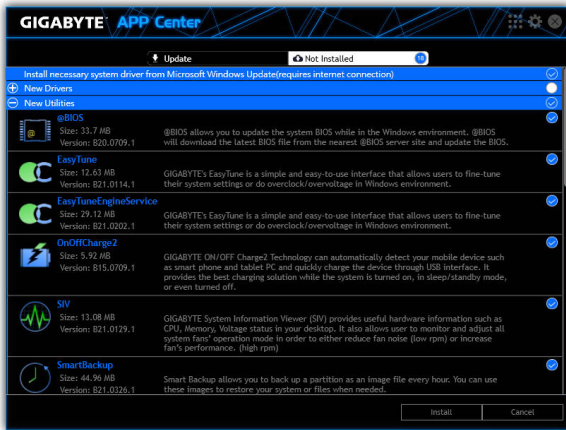 GIGABYTE™ APP Center
Update
Not Installed
18
Install necessary system driver from Microsoft Windows Update(requires internet connection)
New Drivers
New Utilities
@BIOS
Size: 33.7 MB
Version: B20.0709.1
@BIOS allows you to update the system BIOS while in the Windows environment. @BIOS
will download the latest BIOS file from the nearest @BIOS server site and update the BIOS.
EasyTune
Size: 12.63 MB
Version: B21.0114.1
GIGABYTE's EasyTune is a simple and easy-to-use interface that allows users to fine-tune
their system settings or do overclock/overvoltage in Windows environment.
EasyTuneEngineService
Size: 29.12 MB
Version: B21.0126.1
GIGABYTE's EasyTune is a simple and easy-to-use interface that allows users to fine-tune
their system settings or do overclock/overvoltage in Windows environment.
OnOffCharge2
Size: 5.92 MB
Version: B15.0709.1
GIGABYTE ON/OFF Charge2 Technology can automatically detect your mobile device such
as smart phone and tablet PC and quickly charge the device through USB interface. It
provides the best charging solution while the system is turned on, in sleep/standby mode,
or even turned off.
SIV
Size: 13.08 MB
Version: B21.0129.1
GIGABYTE System Information Viewer (SIV) provides useful hardware information such as
CPU, Memory, Voltage status in your desktop. It also allows user to monitor and adjust all
system fans' operation mode in order to either reduce fan noise (low rpm) or increase
fan's performance. (high rpm)
SmartBackup
Size: 44.96 MB
Version: B21.0326.1
Smart Backup allows you to back up a partition as an image file every hour. You can use
these images to restore your system or files when needed.
Install
Cancel